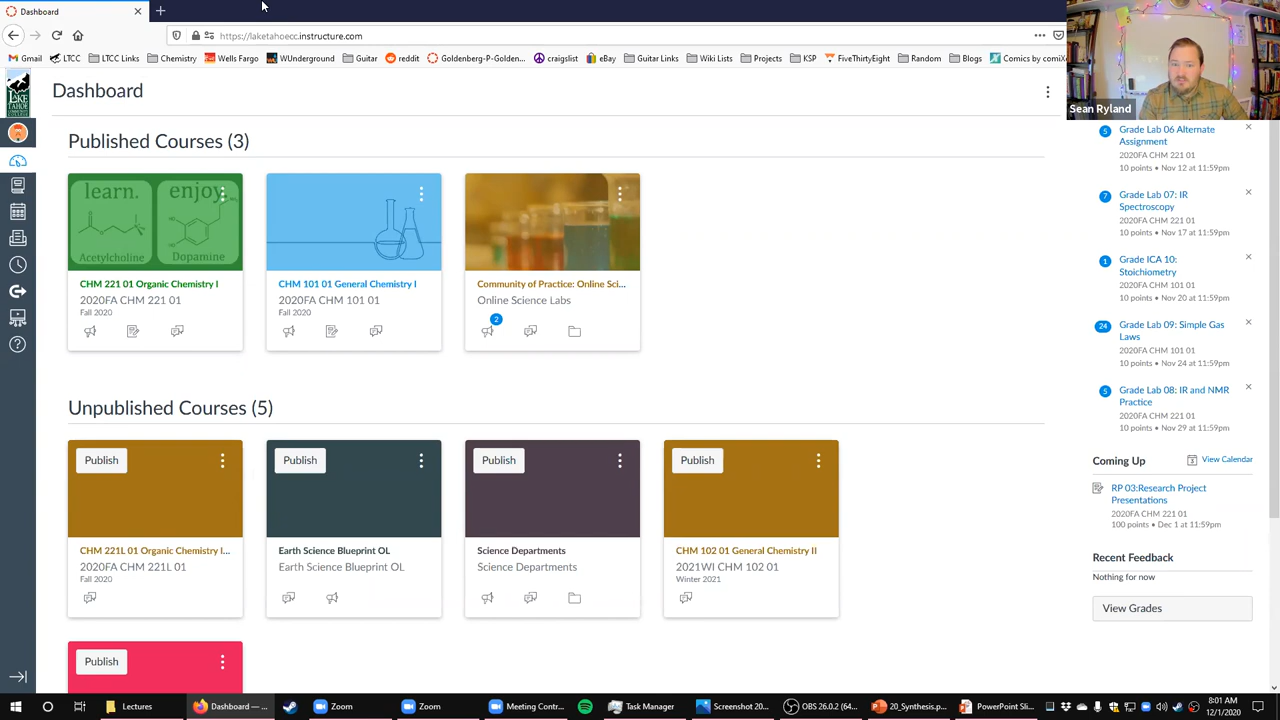 Dashboard
https://laketahoecc.instructure.com
Gmail LTCC LTCC Links Chemistry Wells Fargo WUnderground Guitar reddit Goldenberg-P-Golden... craigslist eBay Guitar Links Wiki Lists Projects KSP FiveThirtyEight Random Blogs Comics by comiX
Sean Ryland
LAKE TAHOE
Dashboard
Published Courses (3)
learn. enjoy.
Acetylcholine Dopamine
CHM 221 01 Organic Chemistry I
2020FA CHM 221 01
Fall 2020
CHM 101 01 General Chemistry I
2020FA CHM 101 01
Fall 2020
Community of Practice: Online Sci...
Online Science Labs
2
Unpublished Courses (5)
Publish
CHM 221L 01 Organic Chemistry I...
2020FA CHM 221L 01
Fall 2020
Publish
Earth Science Blueprint OL
Earth Science Blueprint OL
Publish
Science Departments
Science Departments
Publish
CHM 102 01 General Chemistry II
2021WI CHM 102 01
Winter 2021
Publish
5 Grade Lab 06 Alternate
Assignment
2020FA CHM 221 01
10 points • Nov 12 at 11:59pm
7 Grade Lab 07: IR
Spectroscopy
2020FA CHM 221 01
10 points • Nov 17 at 11:59pm
1 Grade ICA 10:
Stoichiometry
2020FA CHM 101 01
10 points • Nov 20 at 11:59pm
24 Grade Lab 09: Simple Gas
Laws
2020FA CHM 101 01
10 points • Nov 24 at 11:59pm
5 Grade Lab 08: IR and NMR
Practice
2020FA CHM 221 01
10 points • Nov 29 at 11:59pm
Coming Up View Calendar
RP 03:Research Project
Presentations
2020FA CHM 221 01
100 points • Dec 1 at 11:59pm
Recent Feedback
Nothing for now
View Grades
Lectures Dashboard — ... Zoom Zoom Meeting Contr... Task Manager Screenshot 20... OBS 26.0.2 (64... 20_Synthesis.p... PowerPoint Sli...
8:01 AM
12/1/2020